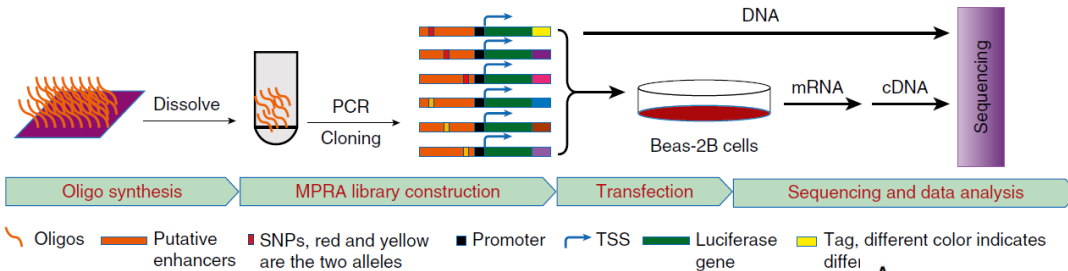 DNA
Dissolve
PCR
Cloning
mRNA
cDNA
Beas-2B cells
Sequencing
Oligo synthesis
MPRA library construction
Transfection
Sequencing and data analysis
Oligos
Putative
enhancers
SNPs, red and yellow
are the two alleles
Promoter
TSS
Luciferase
gene
Tag, different color indicates